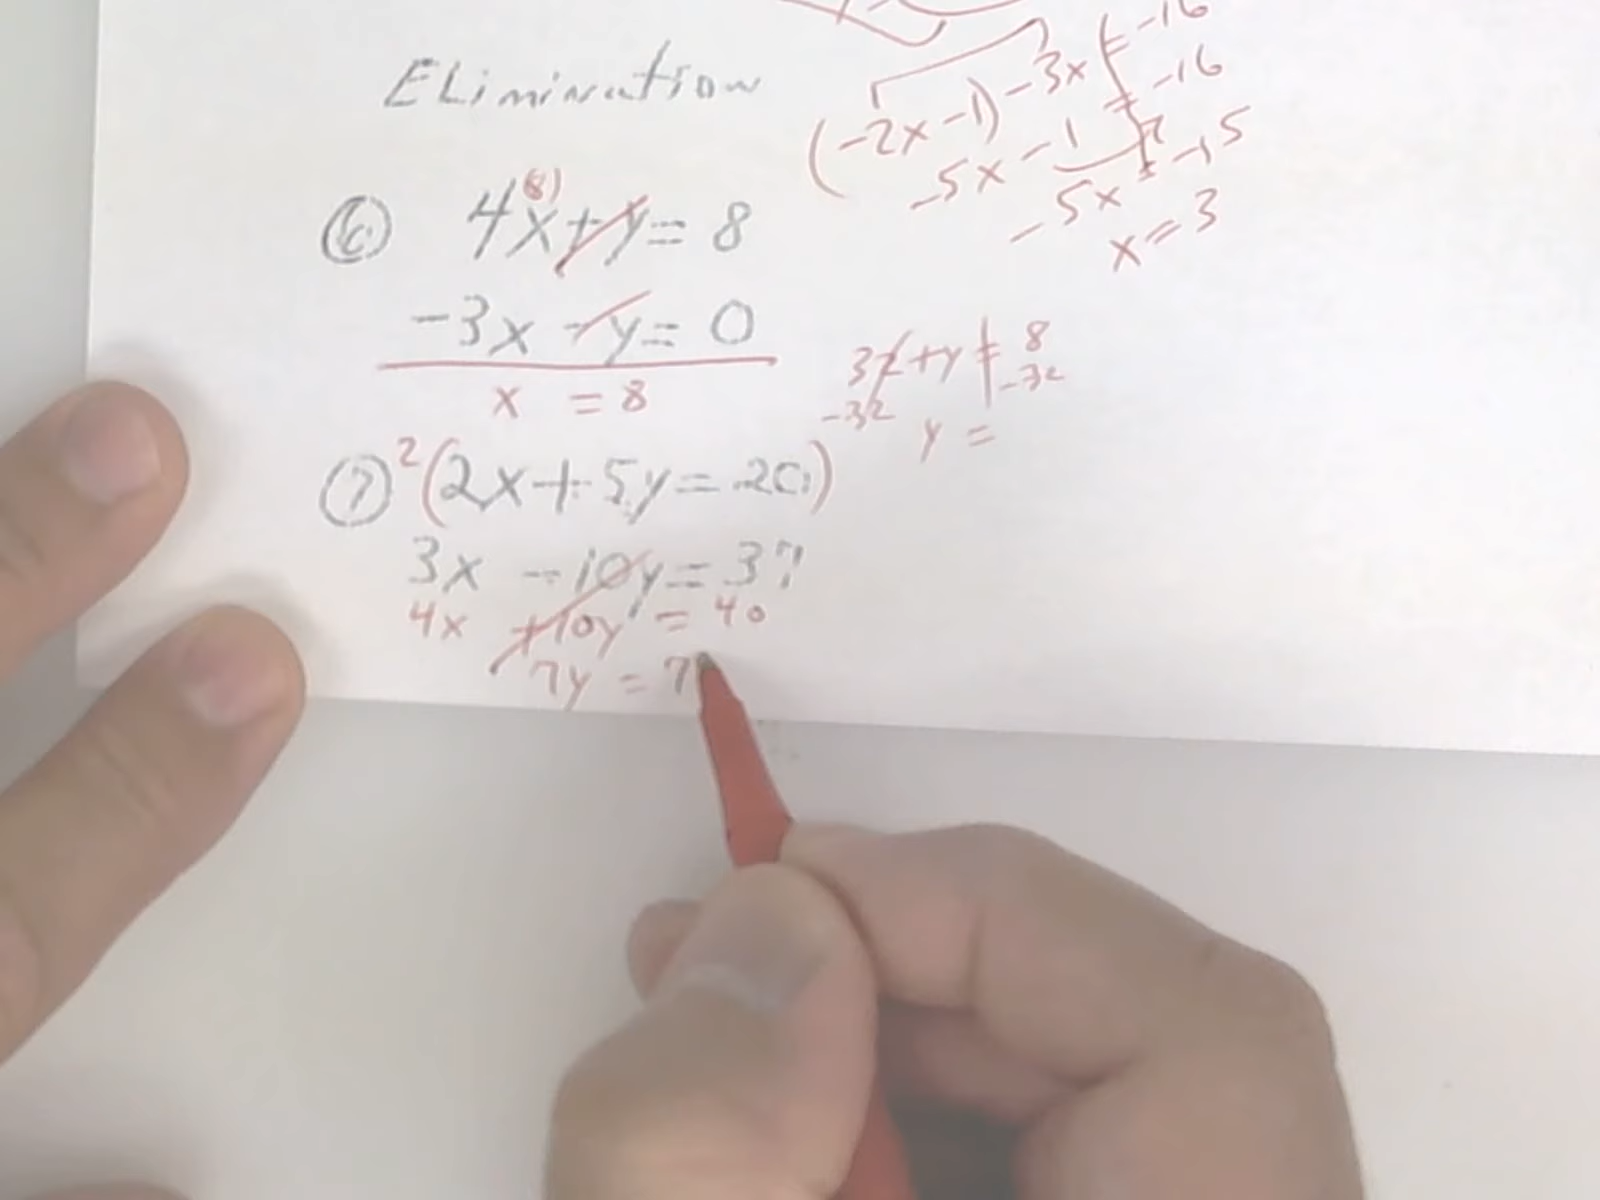 -16
(-2x-1)-3x = -16
-5x-1
-5x = -15
x = 3
Elimination
⑥ 4x+y= 8
(8)
-3x -y= 0
x = 8
32+y= 8
-32 -32
y =
⑦ 2(2x+5y=20)
3x -10y= 37
4x +10y = 40
7y = 7